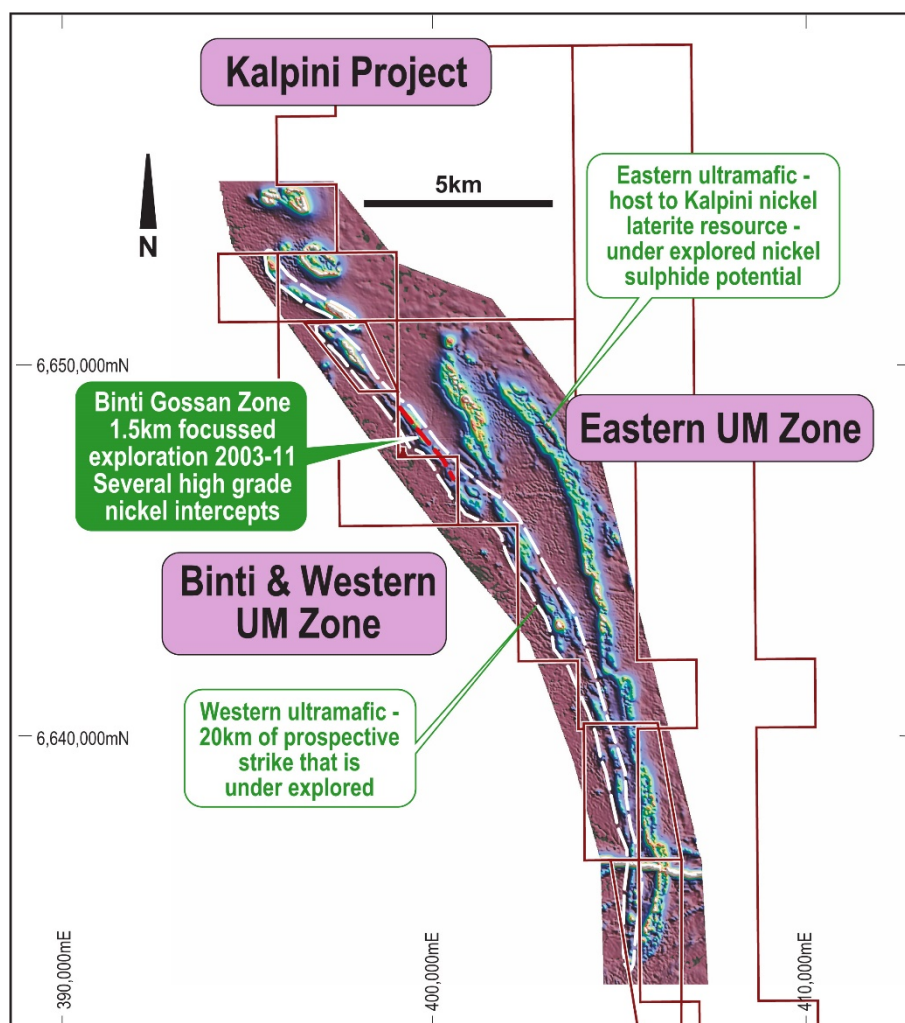 Kalpini Project
5km
N
Eastern ultramafic -
host to Kalpini nickel
laterite resource -
under explored nickel
sulphide potential
6,650,000mN
Binti Gossan Zone
1.5km focussed
exploration 2003-11
Several high grade
nickel intercepts
Eastern UM Zone
Binti & Western
UM Zone
Western ultramafic -
20km of prospective
strike that is
under explored
6,640,000mN
390,000mE
400,000mE
410,000mE